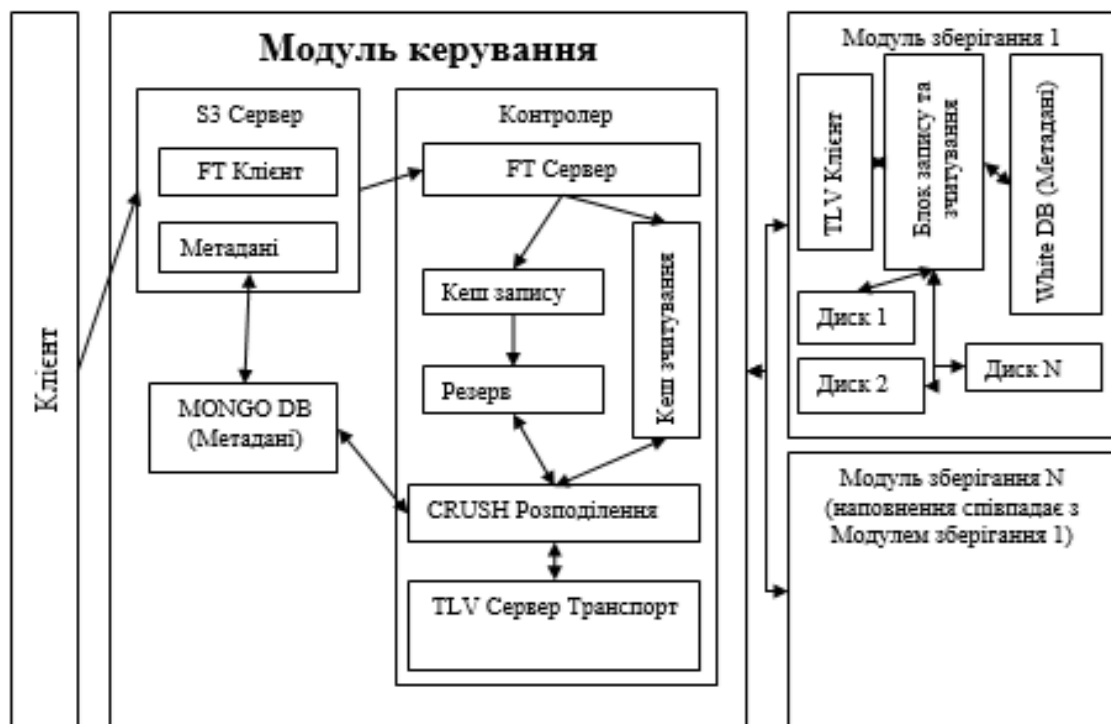 Клієнт
Модуль керування
S3 Сервер
FT Клієнт
Метадані
MONGO DB
(Метадані)
Контролер
FT Сервер
Кеш запису
Резерв
Кеш зчитування
CRUSH Розподілення
TLV Сервер Транспорт
Модуль зберігання 1
TLV Клієнт
Блок запису та
зчитування
White DB (Метадані)
Диск 1
Диск 2
Диск N
Модуль зберігання N
(наповнення співпадає з
Модулем зберігання 1)